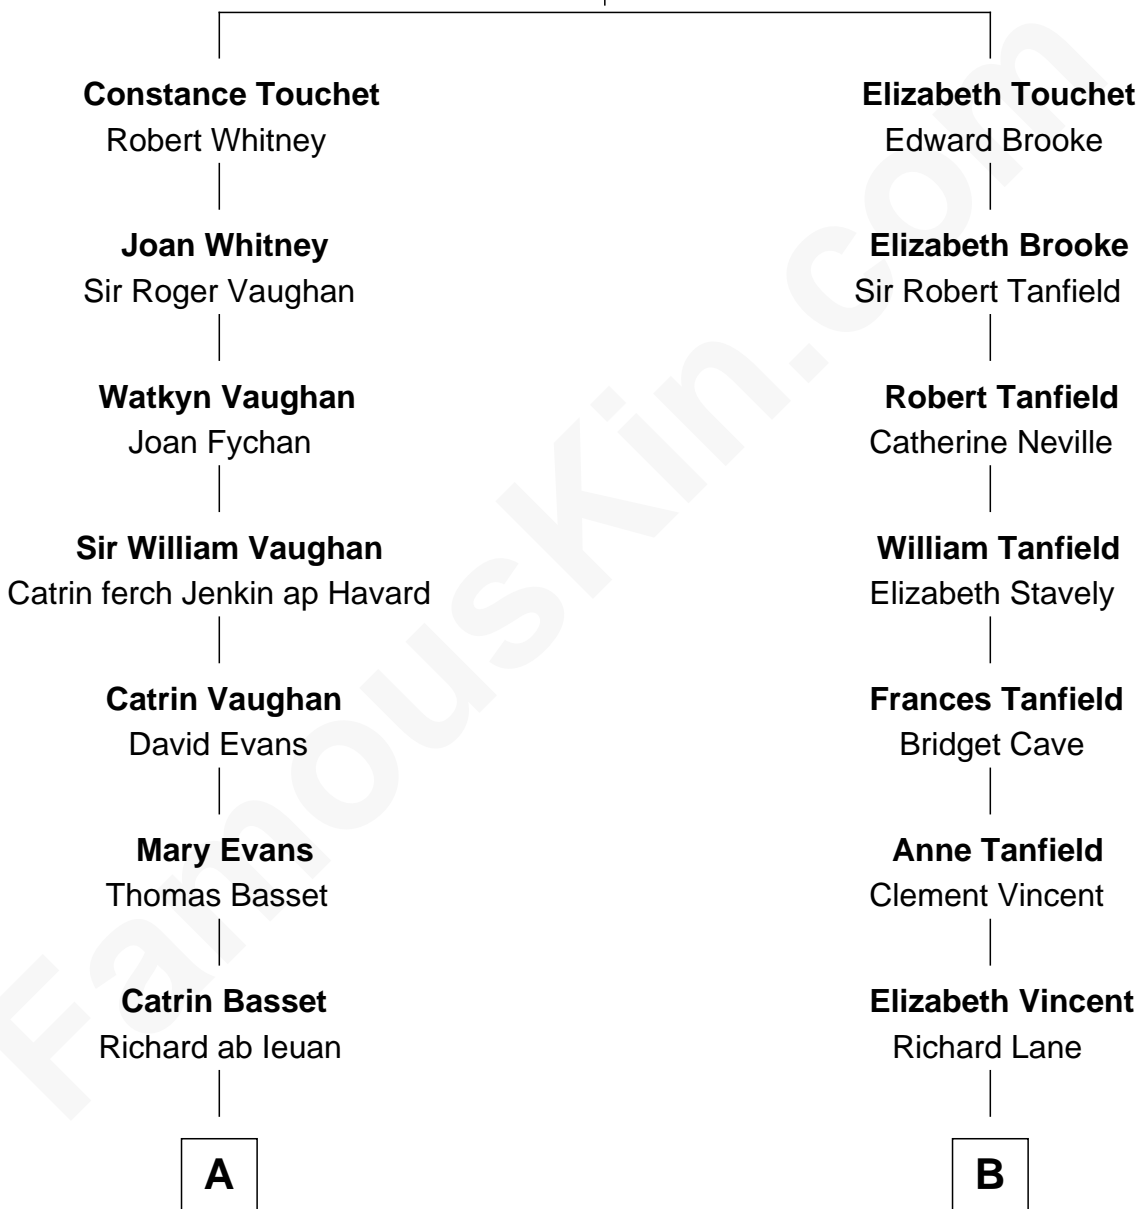 Constance Touchet
Robert Whitney
Joan Whitney
Sir Roger Vaughan
Watkyn Vaughan
Joan Fychan
Sir William Vaughan
Catrin ferch Jenkin ap Havard
Catrin Vaughan
David Evans
Mary Evans
Thomas Basset
Catrin Basset
Richard ab Ieuan
A
Elizabeth Touchet
Edward Brooke
Elizabeth Brooke
Sir Robert Tanfield
Robert Tanfield
Catherine Neville
William Tanfield
Elizabeth Stavely
Frances Tanfield
Bridget Cave
Anne Tanfield
Clement Vincent
Elizabeth Vincent
Richard Lane
B
FamousKin.com